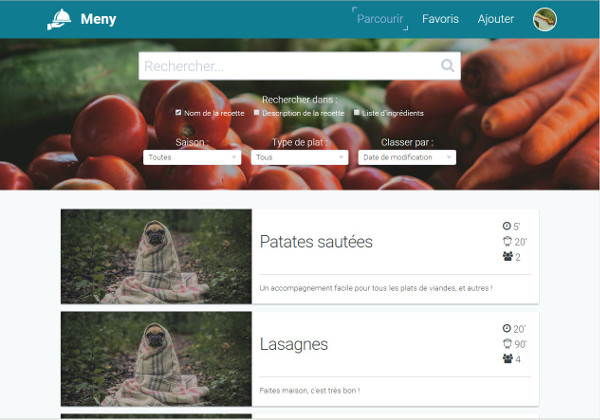 Meny
Parcourir Favoris Ajouter
Rechercher...
Rechercher dans :
Nom de la recette Description de la recette Liste d'ingrédients
Saison : Type de plat : Classer par :
Toutes Tous Date de modification
Patates sautées
5'
20'
2
Un accompagnement facile pour tous les plats de viandes, et autres !
Lasagnes
20'
90'
4
Faites maison, c'est très bon !